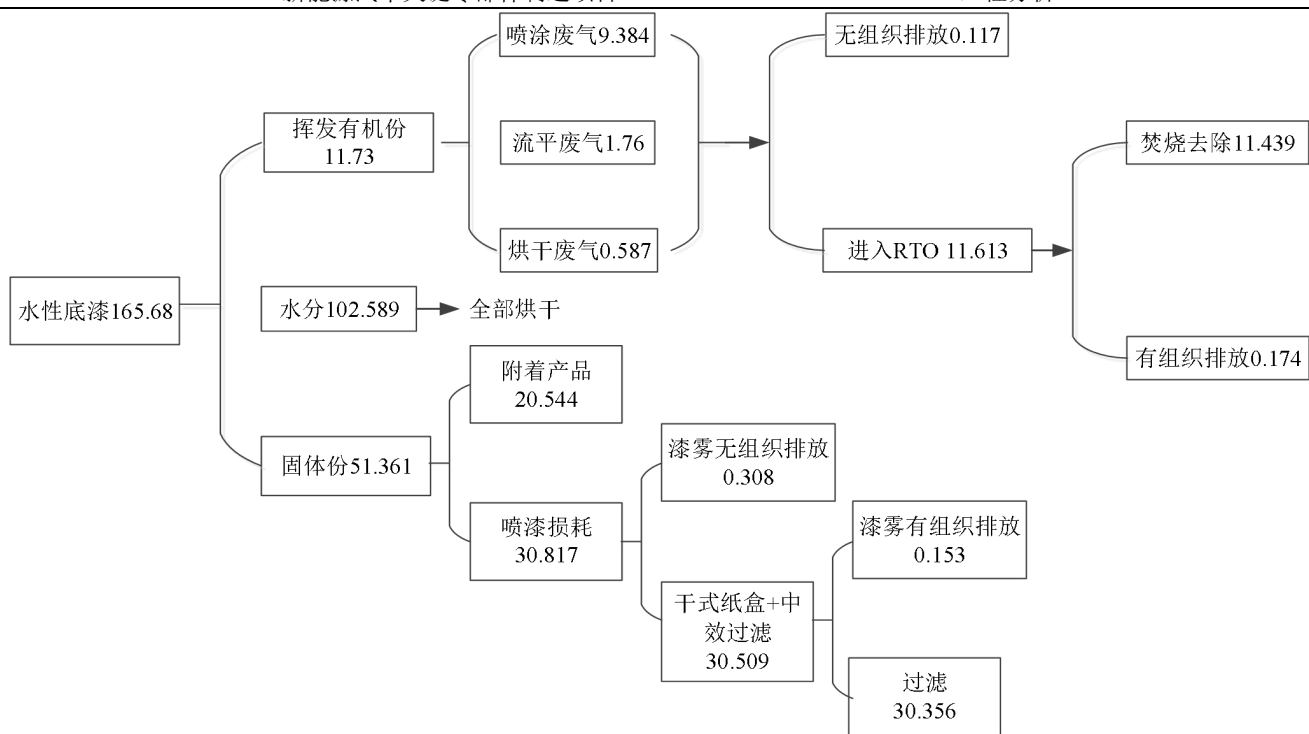 喷涂废气9.384
无组织排放0.117
挥发有机份
11.73
流平废气1.76
焚烧去除11.439
烘干废气0.587
进入RTO 11.613
水性底漆165.68
水分102.589
全部烘干
有组织排放0.174
附着产品
20.544
固体份51.361
漆雾无组织排放
0.308
喷漆损耗
30.817
漆雾有组织排放
0.153
干式纸盒+中
效过滤
30.509
过滤
30.356